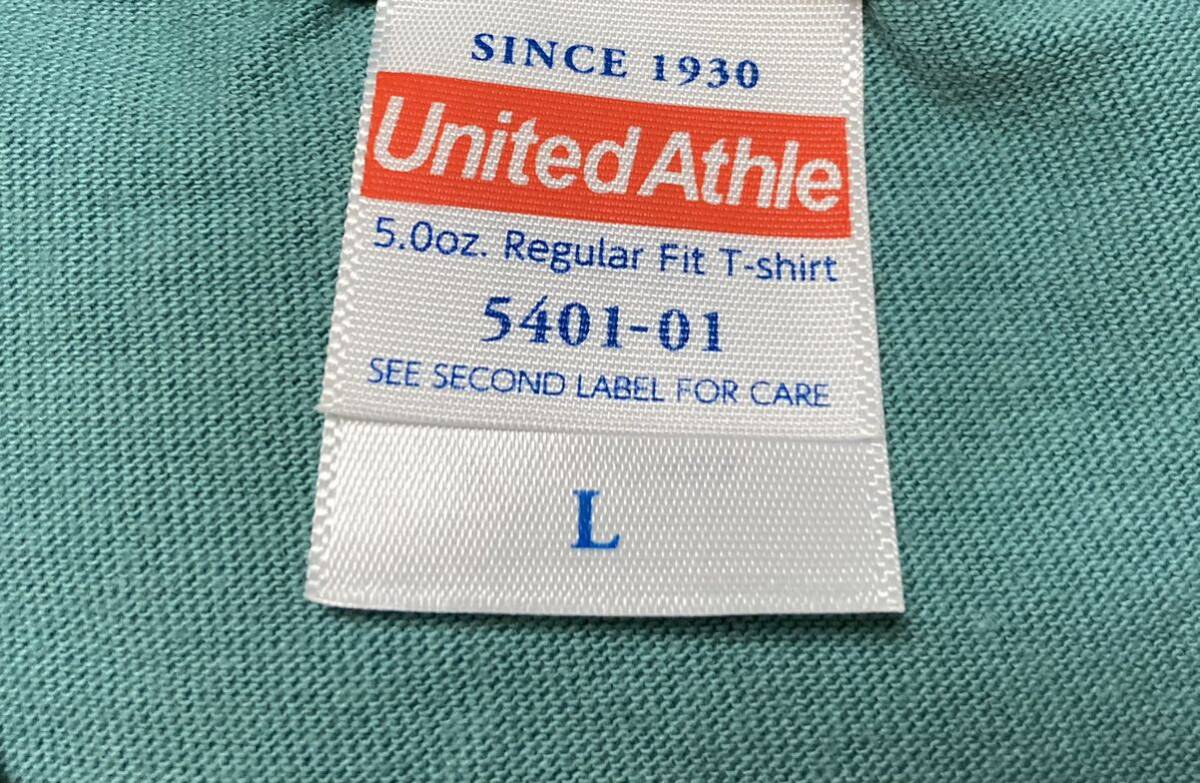 SINCE 1930
United Athle
5.0oz. Regular Fit T-shirt
5401-01
SEE SECOND LABEL FOR CARE
L